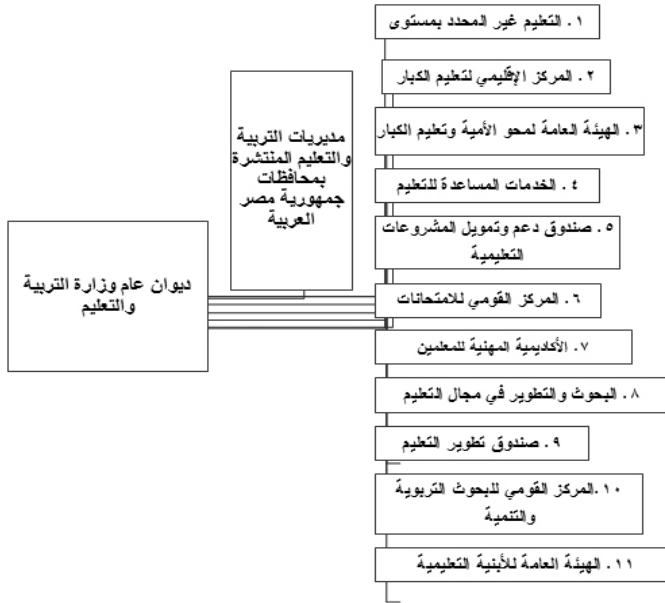 ١. التعليم غير المحدد بمستوى
٢. المركز الإقليمي لتعليم الكبار
٣. الهيئة العامة لمحو الأمية وتعليم الكبار
٤. الخدمات المساعدة للتعليم
٥. صندوق دعم وتمويل المشروعات
التعليمية
٦. المركز القومي للامتحانات
٧. الأكاديمية المهنية للمعلمين
٨. البحوث والتطوير في مجال التعليم
٩. صندوق تطوير التعليم
١٠.المركز القومي للبحوث التربوية
والتنمية
١١. الهيئة العامة للأبنية التعليمية
مديريات التربية
والتعليم المنتشرة
بمحافظات
جمهورية مصر
العربية
ديوان عام وزارة التربية
والتعليم